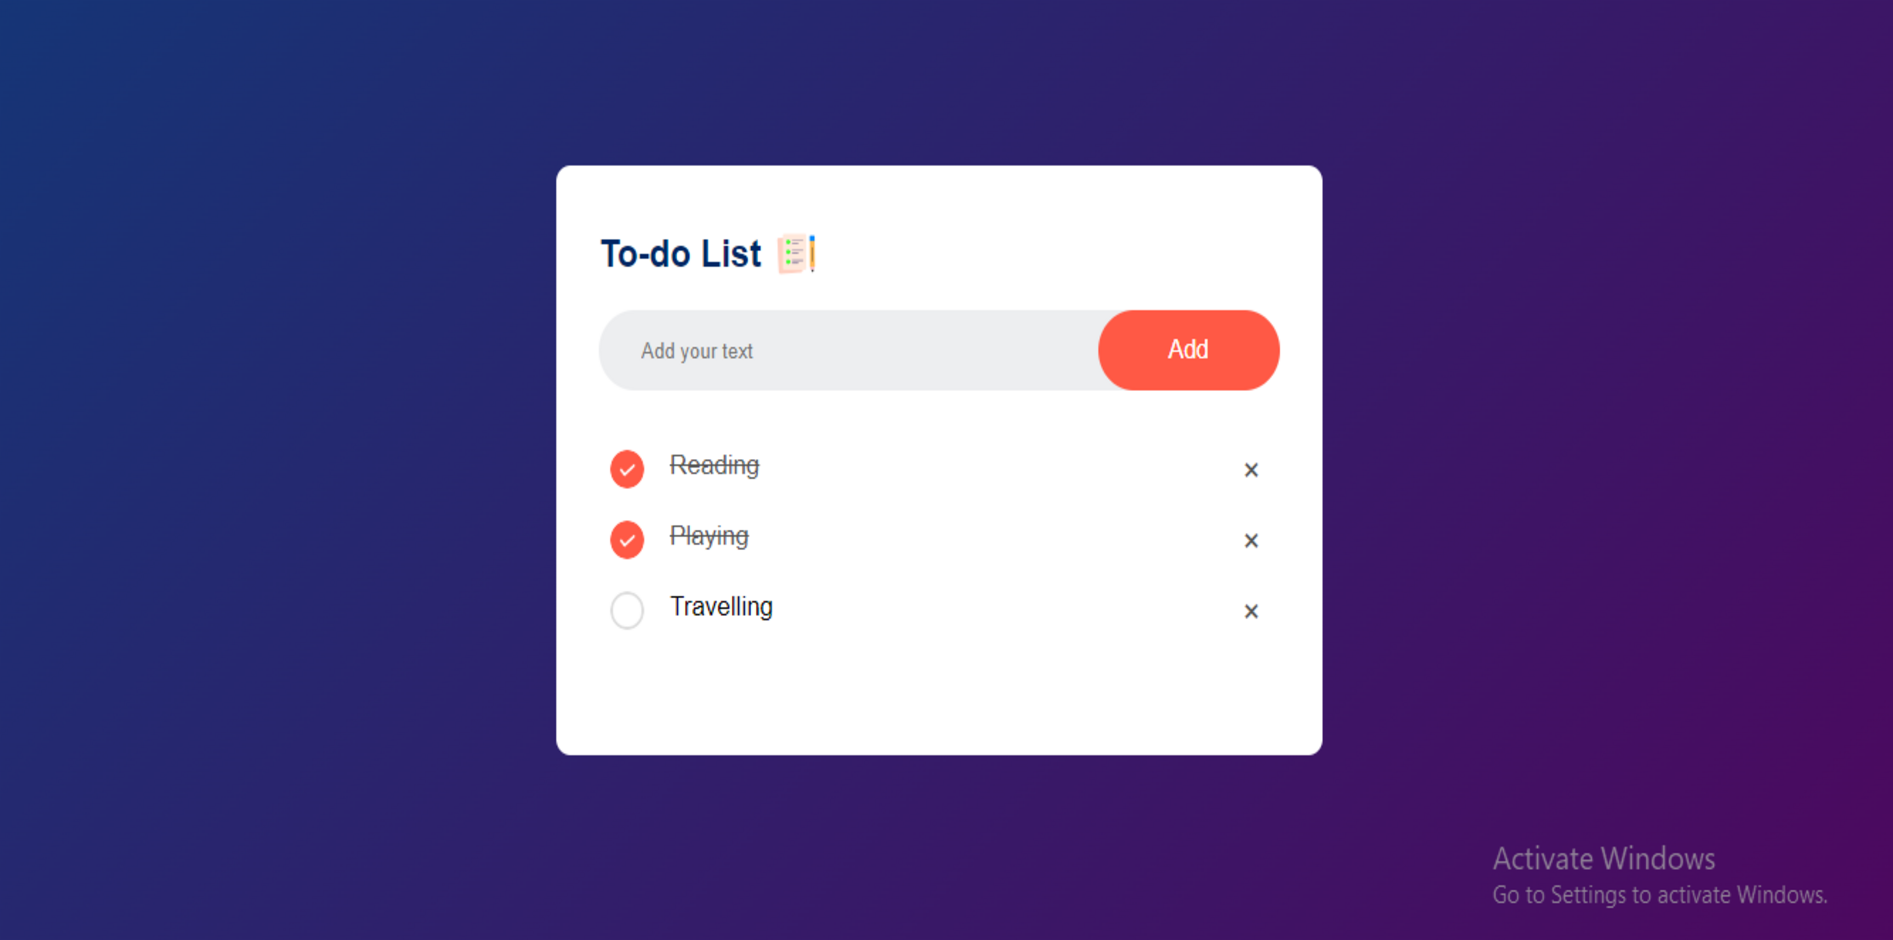 To-do List
Add your text
Add
Reading
×
Playing
×
Travelling
×
Activate Windows
Go to Settings to activate Windows.